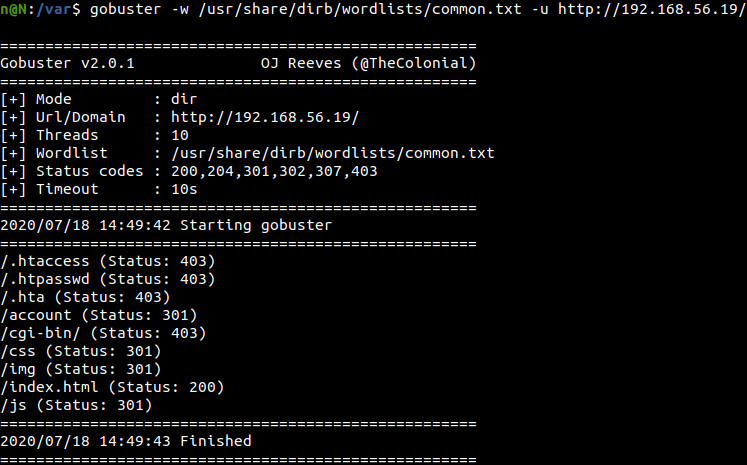 n@N:/var$ gobuster -w /usr/share/dirb/wordlists/common.txt -u http://192.168.56.19/
=====================================================
Gobuster v2.0.1              OJ Reeves (@TheColonial)
=====================================================
[+] Mode         : dir
[+] Url/Domain   : http://192.168.56.19/
[+] Threads      : 10
[+] Wordlist     : /usr/share/dirb/wordlists/common.txt
[+] Status codes : 200,204,301,302,307,403
[+] Timeout      : 10s
=====================================================
2020/07/18 14:49:42 Starting gobuster
=====================================================
/.htaccess (Status: 403)
/.htpasswd (Status: 403)
/.hta (Status: 403)
/account (Status: 301)
/cgi-bin/ (Status: 403)
/css (Status: 301)
/img (Status: 301)
/index.html (Status: 200)
/js (Status: 301)
=====================================================
2020/07/18 14:49:43 Finished
=====================================================